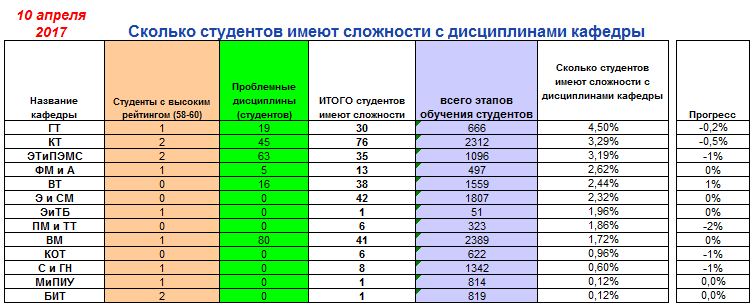 10 апреля
2017
Сколько студентов имеют сложности с дисциплинами кафедры
Название кафедры | Студенты с высоким рейтингом (58-60) | Проблемные дисциплины (студентов) | ИТОГО студентов имеют сложности | всего этапов обучения студентов | Сколько студентов имеют сложности с дисциплинами кафедры | Прогресс
ГТ 1 19 30 666 4,50% -0,2%
КТ 2 45 76 2312 3,29% -0,5%
ЭТиПЭМС 2 63 35 1096 3,19% -1%
ФМ и А 1 5 13 497 2,62% 0%
ВТ 0 16 38 1559 2,44% 1%
Э и СМ 0 0 42 1807 2,32% 0%
ЭиТБ 1 0 1 51 1,96% 0%
ПМ и ТТ 0 0 6 323 1,86% -2%
ВМ 1 80 41 2389 1,72% 0%
КОТ 0 0 6 622 0,96% -1%
С и ГН 1 0 8 1342 0,60% -1%
МиПИУ 1 0 1 814 0,12% 0,0%
БИТ 2 0 1 819 0,12% 0,0%